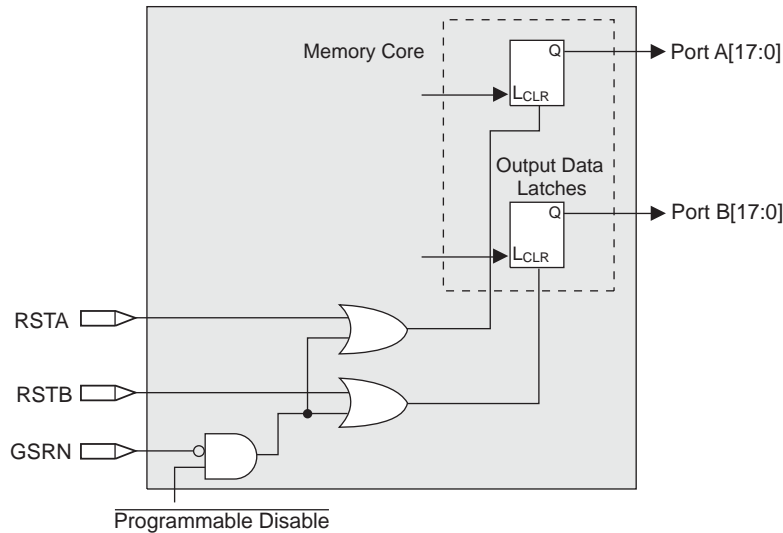 Memory Core
Q
Port A[17:0]
LCLR
Output Data
Latches
Q
Port B[17:0]
LCLR
RSTA
RSTB
GSRN
Programmable Disable